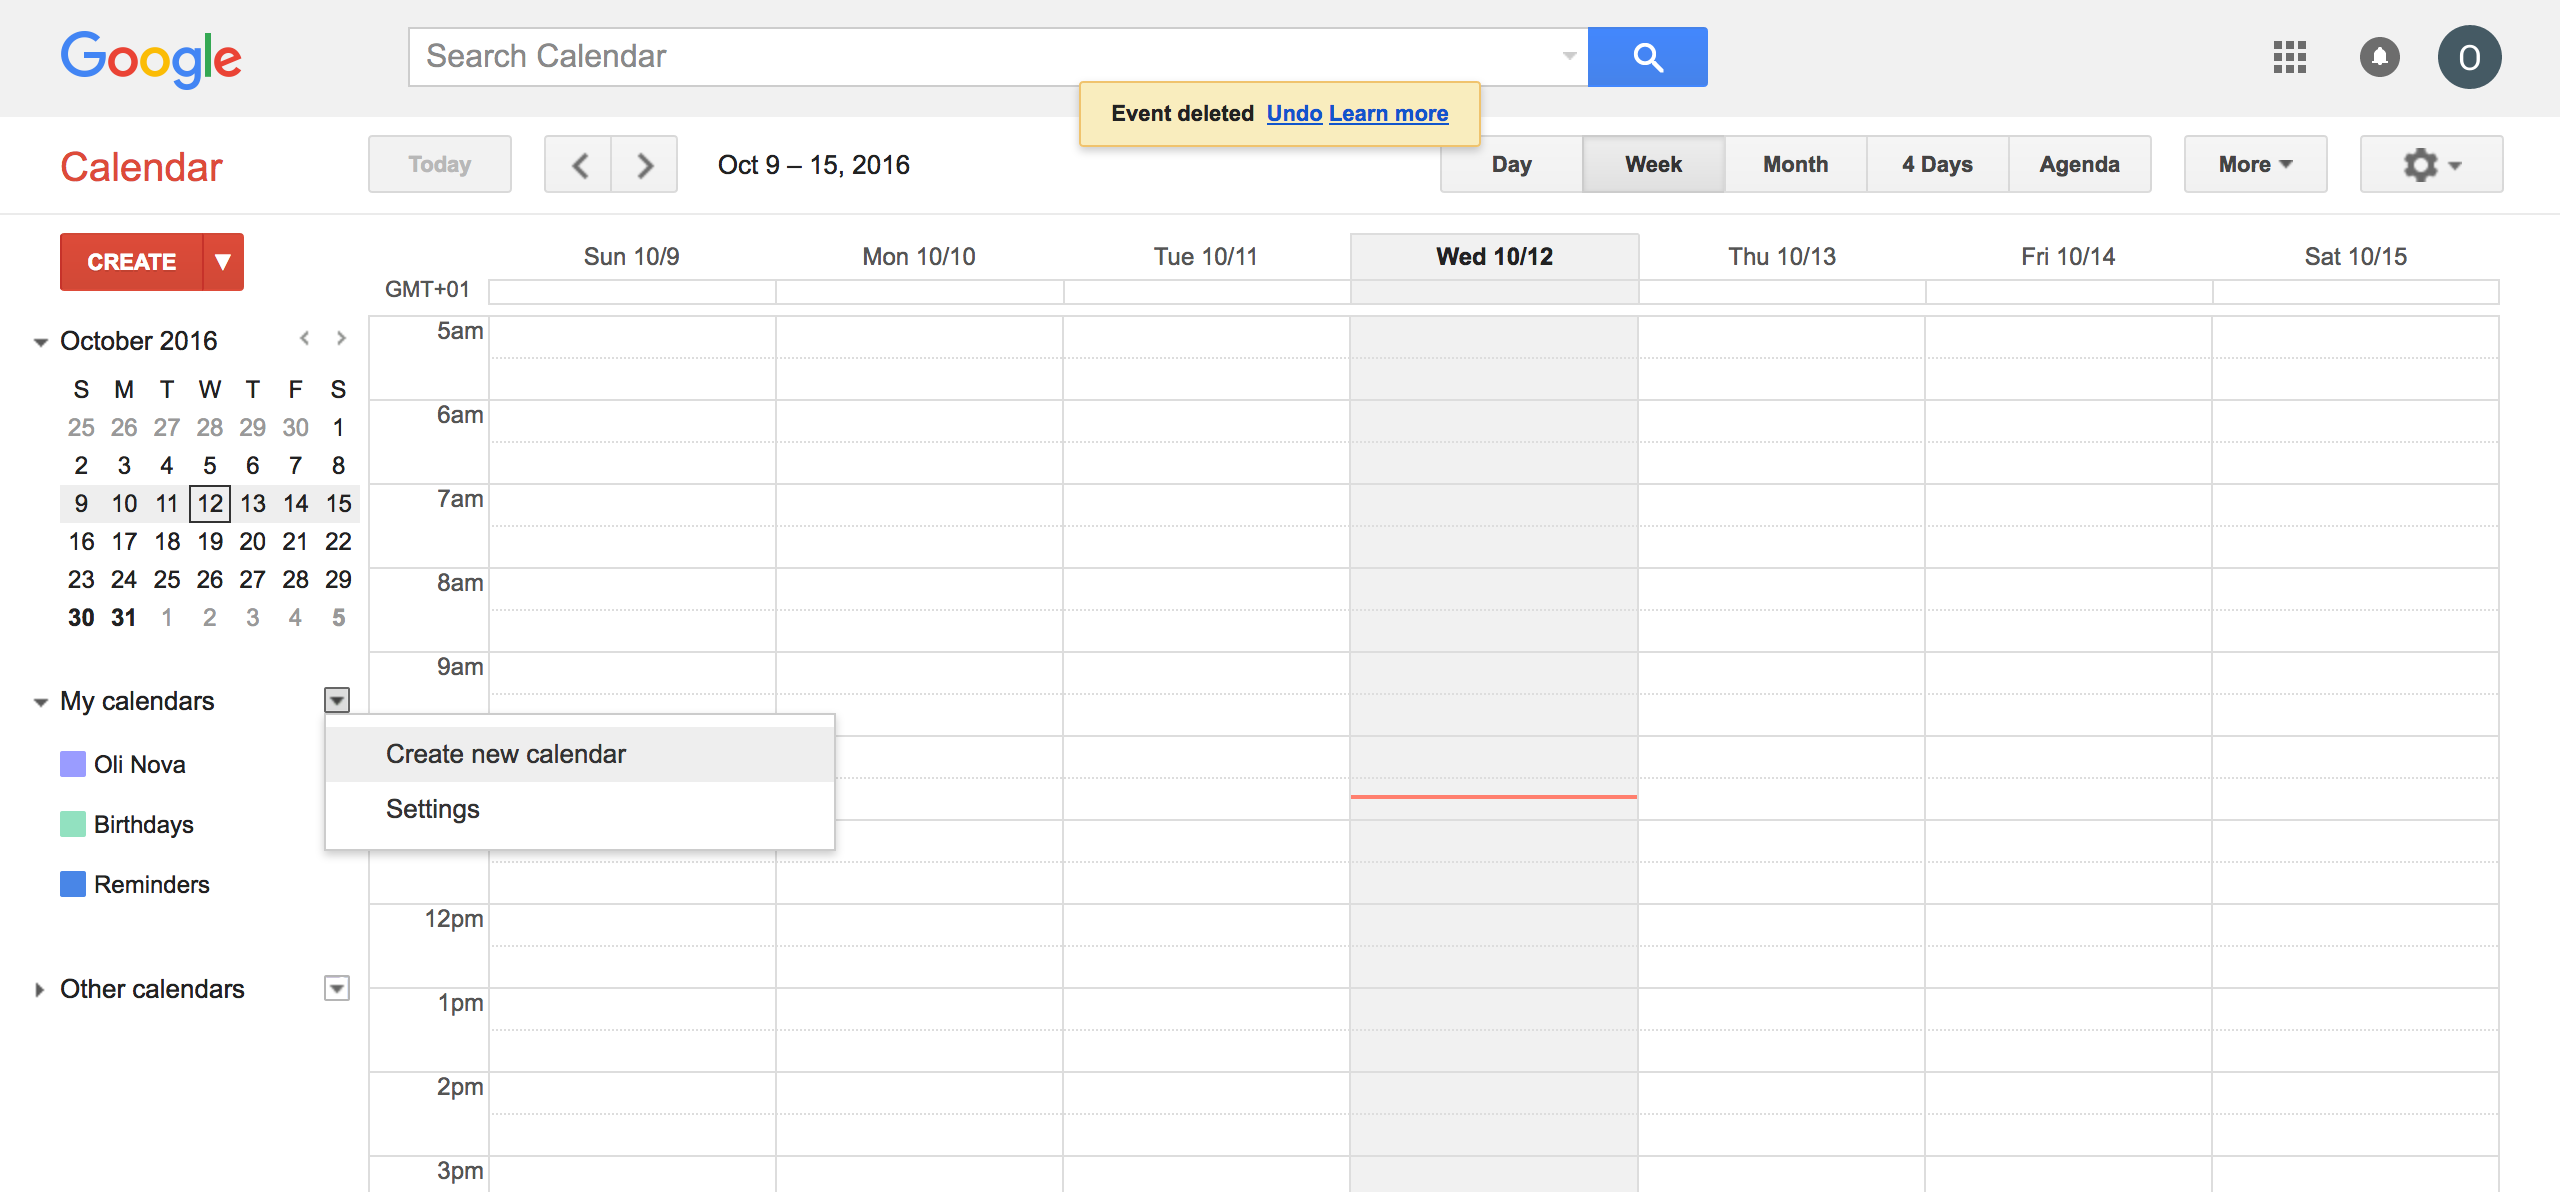 Google
Search Calendar
O
Event deleted Undo Learn more
Calendar
Today
Oct 9 – 15, 2016
Day Week Month 4 Days Agenda
More
CREATE
Sun 10/9 Mon 10/10 Tue 10/11 Wed 10/12 Thu 10/13 Fri 10/14 Sat 10/15
GMT+01
October 2016
S M T W T F S
25 26 27 28 29 30 1
2 3 4 5 6 7 8
9 10 11 12 13 14 15
16 17 18 19 20 21 22
23 24 25 26 27 28 29
30 31 1 2 3 4 5
My calendars
Create new calendar
Settings
Oli Nova
Birthdays
Reminders
Other calendars
5am
6am
7am
8am
9am
12pm
1pm
2pm
3pm